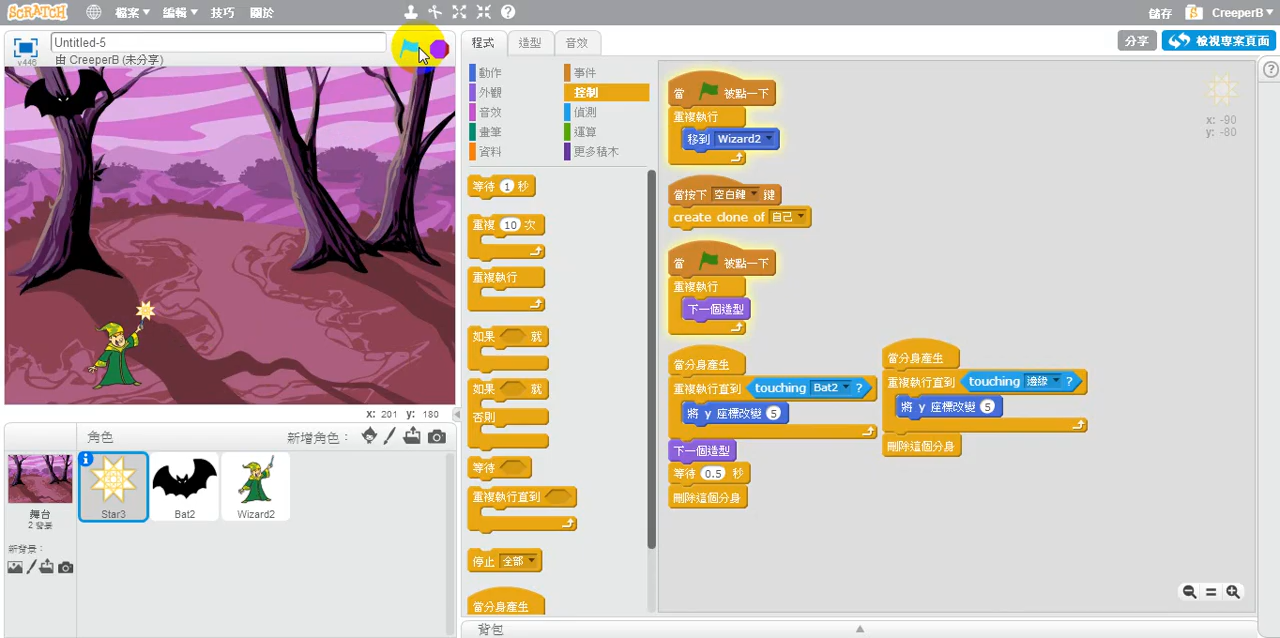 SCRATCH 檔案▼ 編輯▼ 技巧 關於 儲存 CreeperB▼
Untitled-5
v446 由 CreeperB (未分享)
程式 造型 音效 分享 檢視專案頁面
動作 事件
外觀 控制
音效 偵測
畫筆 運算
資料 更多積木
等待 1 秒
重複 10 次
重複執行
如果 就
如果 就
否則
等待
重複執行直到
停止 全部
當分身產生
當 被點一下
重複執行
移到 Wizard2
當按下 空白鍵 鍵
create clone of 自己
當 被點一下
重複執行
下一個造型
當分身產生
重複執行直到 touching Bat2 ?
將 y 座標改變 5
下一個造型
等待 0.5 秒
刪除這個分身
當分身產生
重複執行直到 touching 邊緣 ?
將 y 座標改變 5
刪除這個分身
x: -90
y: -80
x: 201 y: 180
角色 新增角色：
舞台
2 背景
新背景：
Star3
Bat2
Wizard2
背包